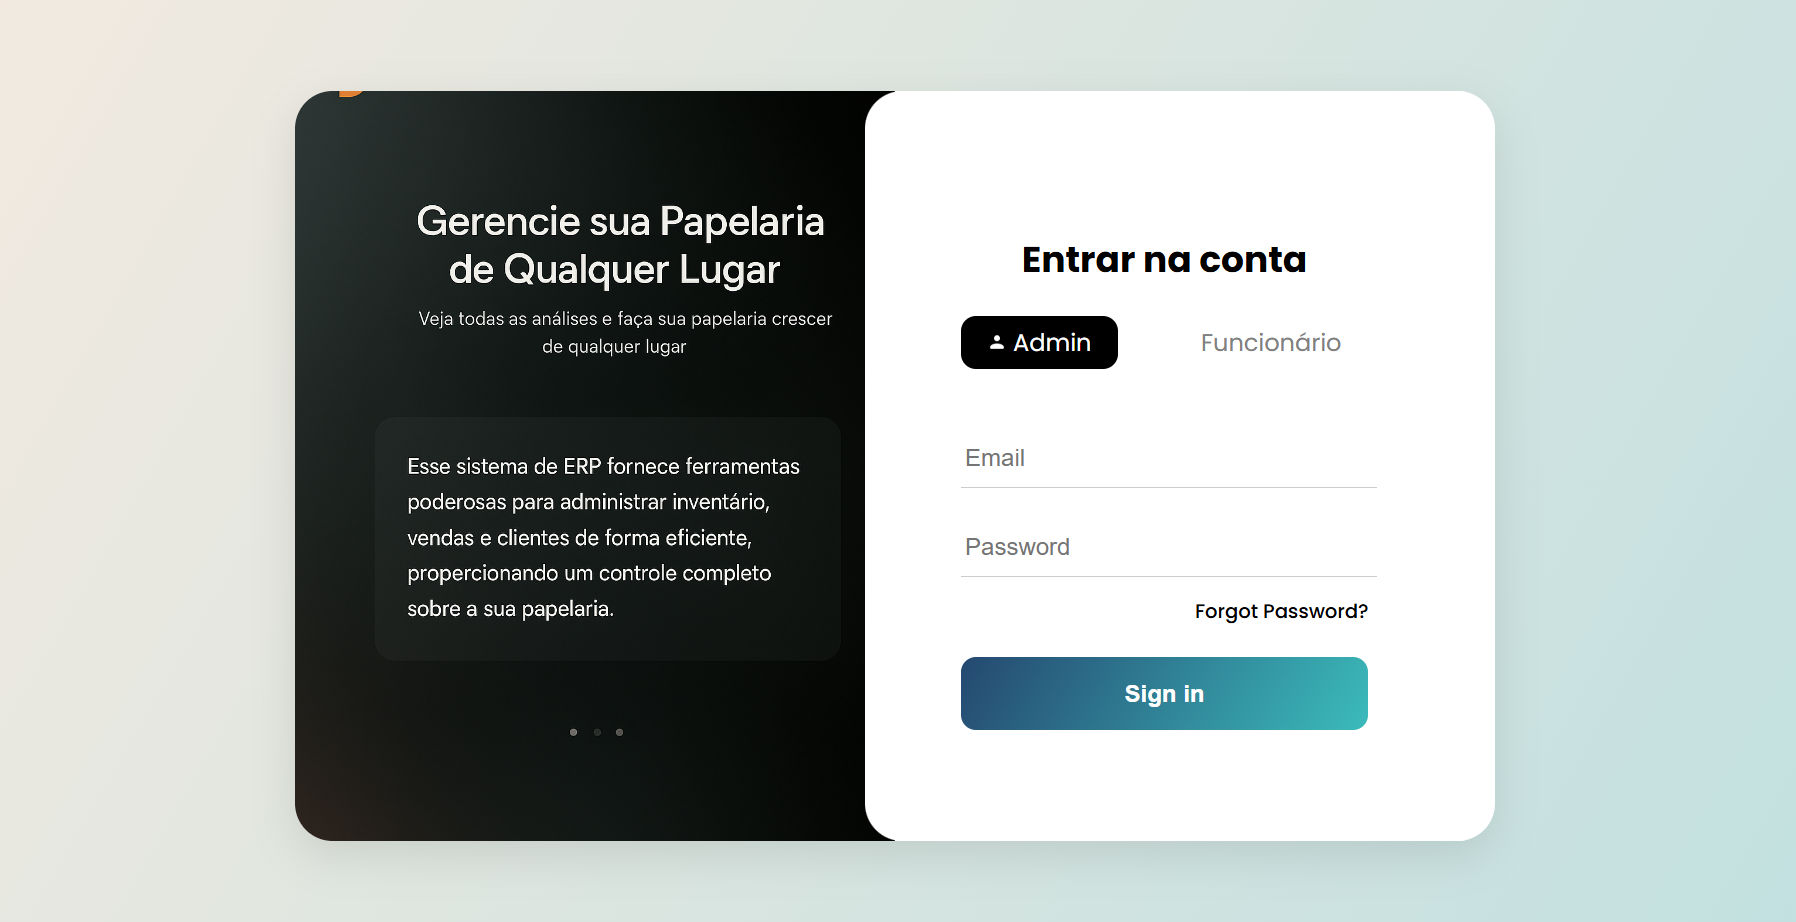 Gerencie sua Papelaria
de Qualquer Lugar
Veja todas as análises e faça sua papelaria crescer
de qualquer lugar
Esse sistema de ERP fornece ferramentas
poderosas para administrar inventário,
vendas e clientes de forma eficiente,
propercionando um controle completo
sobre a sua papelaria.
Entrar na conta
Admin
Funcionário
Email
Password
Forgot Password?
Sign in